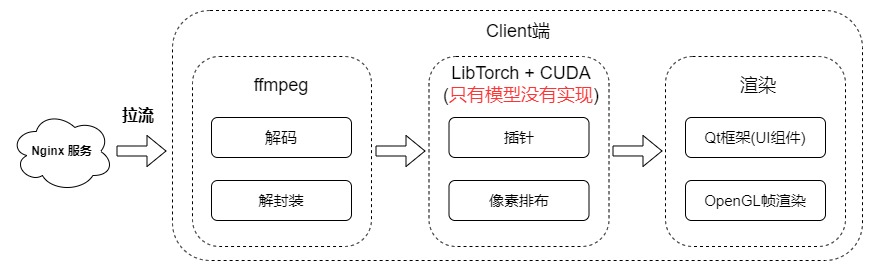 Client端
Nginx 服务
拉流
ffmpeg
解码
解封装
LibTorch + CUDA
(只有模型没有实现)
插针
像素排布
渲染
Qt框架(UI组件)
OpenGL帧渲染